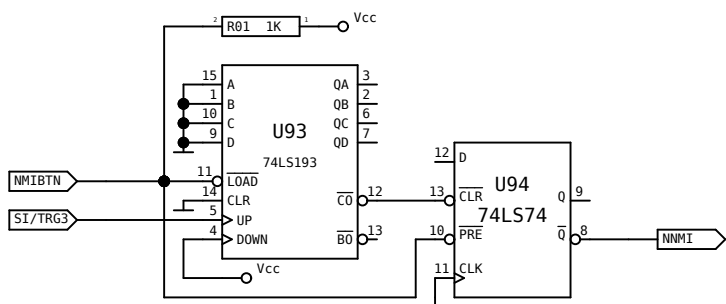 2 R01 1K 1 Vcc
15 A QA 3
1 B QB 2
10 C QC 6
9 D QD 7
U93
74LS193
NMIBTN 11 LOAD
14 CLR CO 12
SI/TRG3 5 UP
4 DOWN BO 13
Vcc
12 D
U94
13 CLR Q 9
74LS74
10 PRE Q 8 NNMI
11 CLK